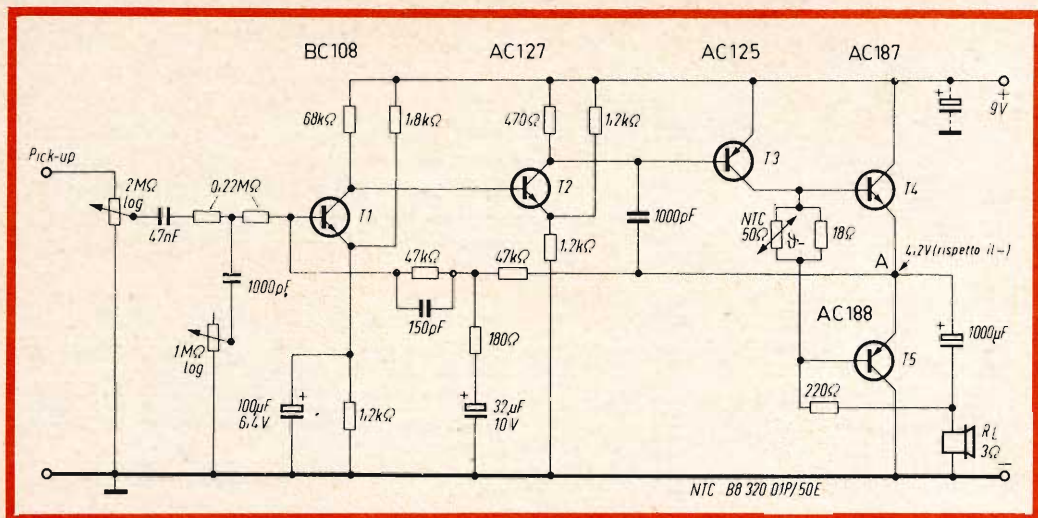 BC108
AC127
AC125
AC187
+
9V
68kΩ
1,8kΩ
470Ω
1,2kΩ
Pick-up
2MΩ
log
0,22MΩ
47nF
T1
T2
T3
T4
1000pF
NTC
50Ω
ϑ-
18Ω
1,2kΩ
47kΩ
47kΩ
A
4,2V (rispetto il -)
1000pF
150pF
180Ω
AC188
+
1000µF
1MΩ
log
T5
100µF
6,4V
+
1,2kΩ
+
32µF
10V
220Ω
RL
3Ω
-
NTC B8 320 01P/50E